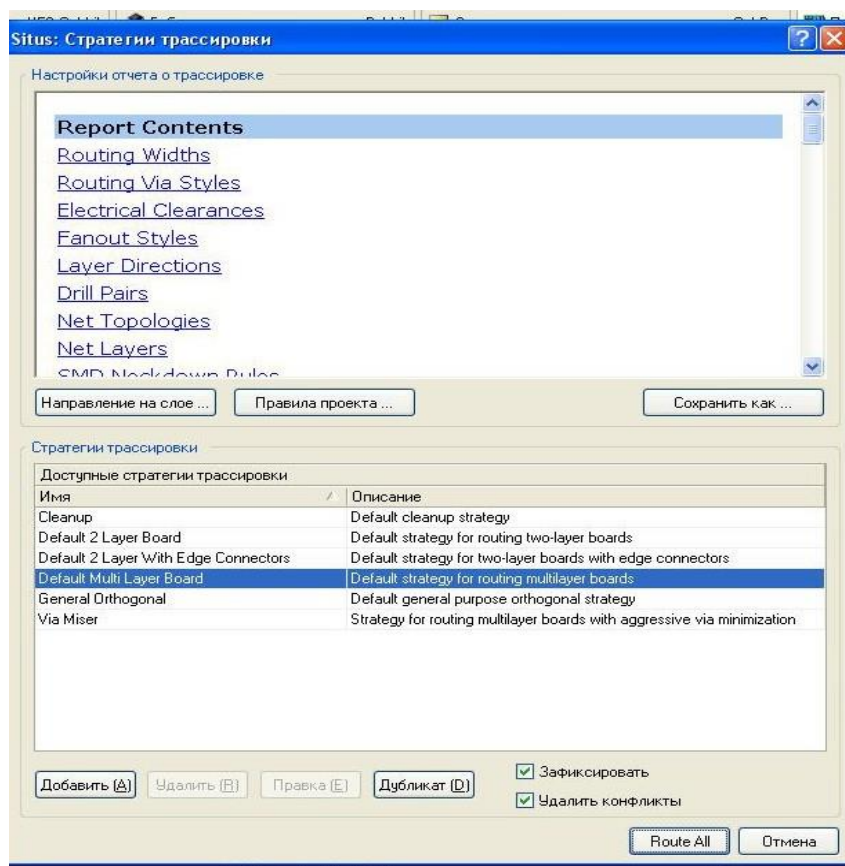 Situs: Стратегии трассировки
Настройки отчета о трассировке
Report Contents
Routing Widths
Routing Via Styles
Electrical Clearances
Fanout Styles
Layer Directions
Drill Pairs
Net Topologies
Net Layers
SMD Neckdown Rules
Направление на слое ... Правила проекта ... Сохранить как ...
Стратегии трассировки
Доступные стратегии трассировки
Имя Описание
Cleanup Default cleanup strategy
Default 2 Layer Board Default strategy for routing two-layer boards
Default 2 Layer With Edge Connectors Default strategy for two-layer boards with edge connectors
Default Multi Layer Board Default strategy for routing multilayer boards
General Orthogonal Default general purpose orthogonal strategy
Via Miser Strategy for routing multilayer boards with aggressive via minimization
Добавить (A) Удалить (R) Правка (E) Дубликат (D) Зафиксировать
Удалить конфликты
Route All Отмена